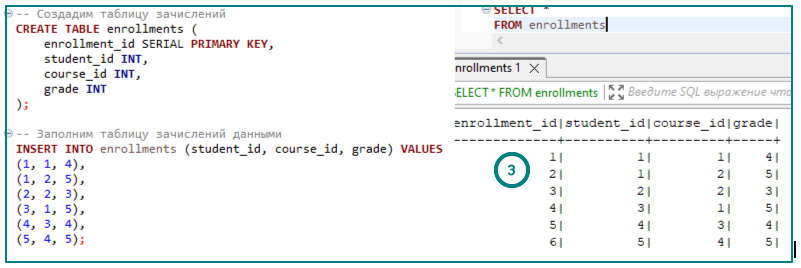 -- Создадим таблицу зачислений
CREATE TABLE enrollments (
enrollment_id SERIAL PRIMARY KEY,
student_id INT,
course_id INT,
grade INT
);
-- Заполним таблицу зачислений данными
INSERT INTO enrollments (student_id, course_id, grade) VALUES
(1, 1, 4),
(1, 2, 5),
(2, 2, 3),
(3, 1, 5),
(4, 3, 4),
(5, 4, 5);
SELECT *
FROM enrollments
nrollments 1
SELECT * FROM enrollments Введите SQL выражение что
enrollment_id|student_id|course_id|grade|
-------------+----------+---------+-----+
1| 1| 1| 4|
2| 1| 2| 5|
3| 2| 2| 3|
4| 3| 1| 5|
5| 4| 3| 4|
6| 5| 4| 5|
3